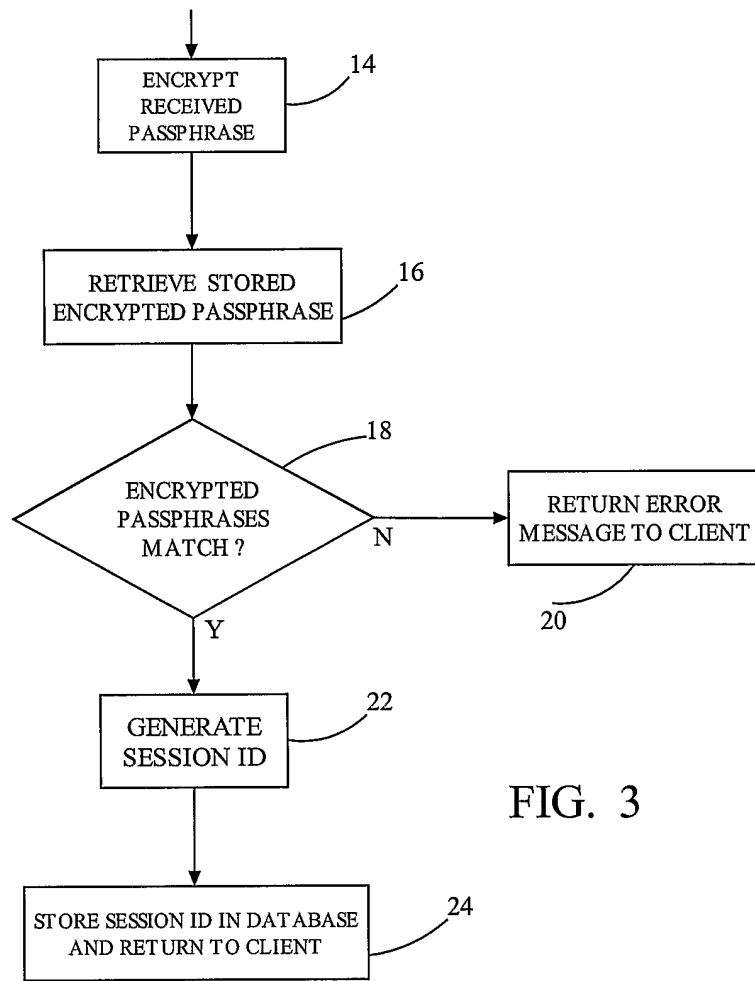 14
ENCRYPT
RECEIVED
PASSPHRASE
RETRIEVE STORED
ENCRYPTED PASSPHRASE
16
18
ENCRYPTED
PASSPHRASES
MATCH ?
N
RETURN ERROR
MESSAGE TO CLIENT
20
Y
22
GENERATE
SESSION ID
FIG. 3
STORE SESSION ID IN DATABASE
AND RETURN TO CLIENT
24